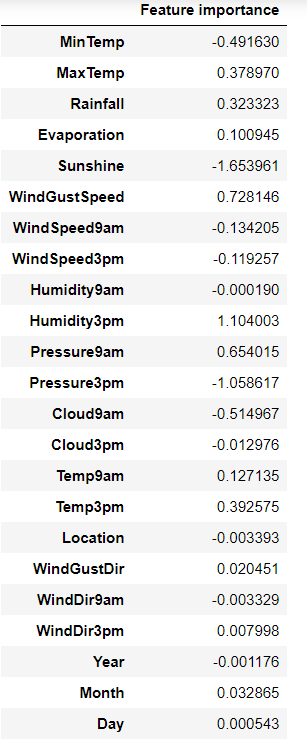 Feature importance
MinTemp -0.491630
MaxTemp 0.378970
Rainfall 0.323323
Evaporation 0.100945
Sunshine -1.653961
WindGustSpeed 0.728146
WindSpeed9am -0.134205
WindSpeed3pm -0.119257
Humidity9am -0.000190
Humidity3pm 1.104003
Pressure9am 0.654015
Pressure3pm -1.058617
Cloud9am -0.514967
Cloud3pm -0.012976
Temp9am 0.127135
Temp3pm 0.392575
Location -0.003393
WindGustDir 0.020451
WindDir9am -0.003329
WindDir3pm 0.007998
Year -0.001176
Month 0.032865
Day 0.000543